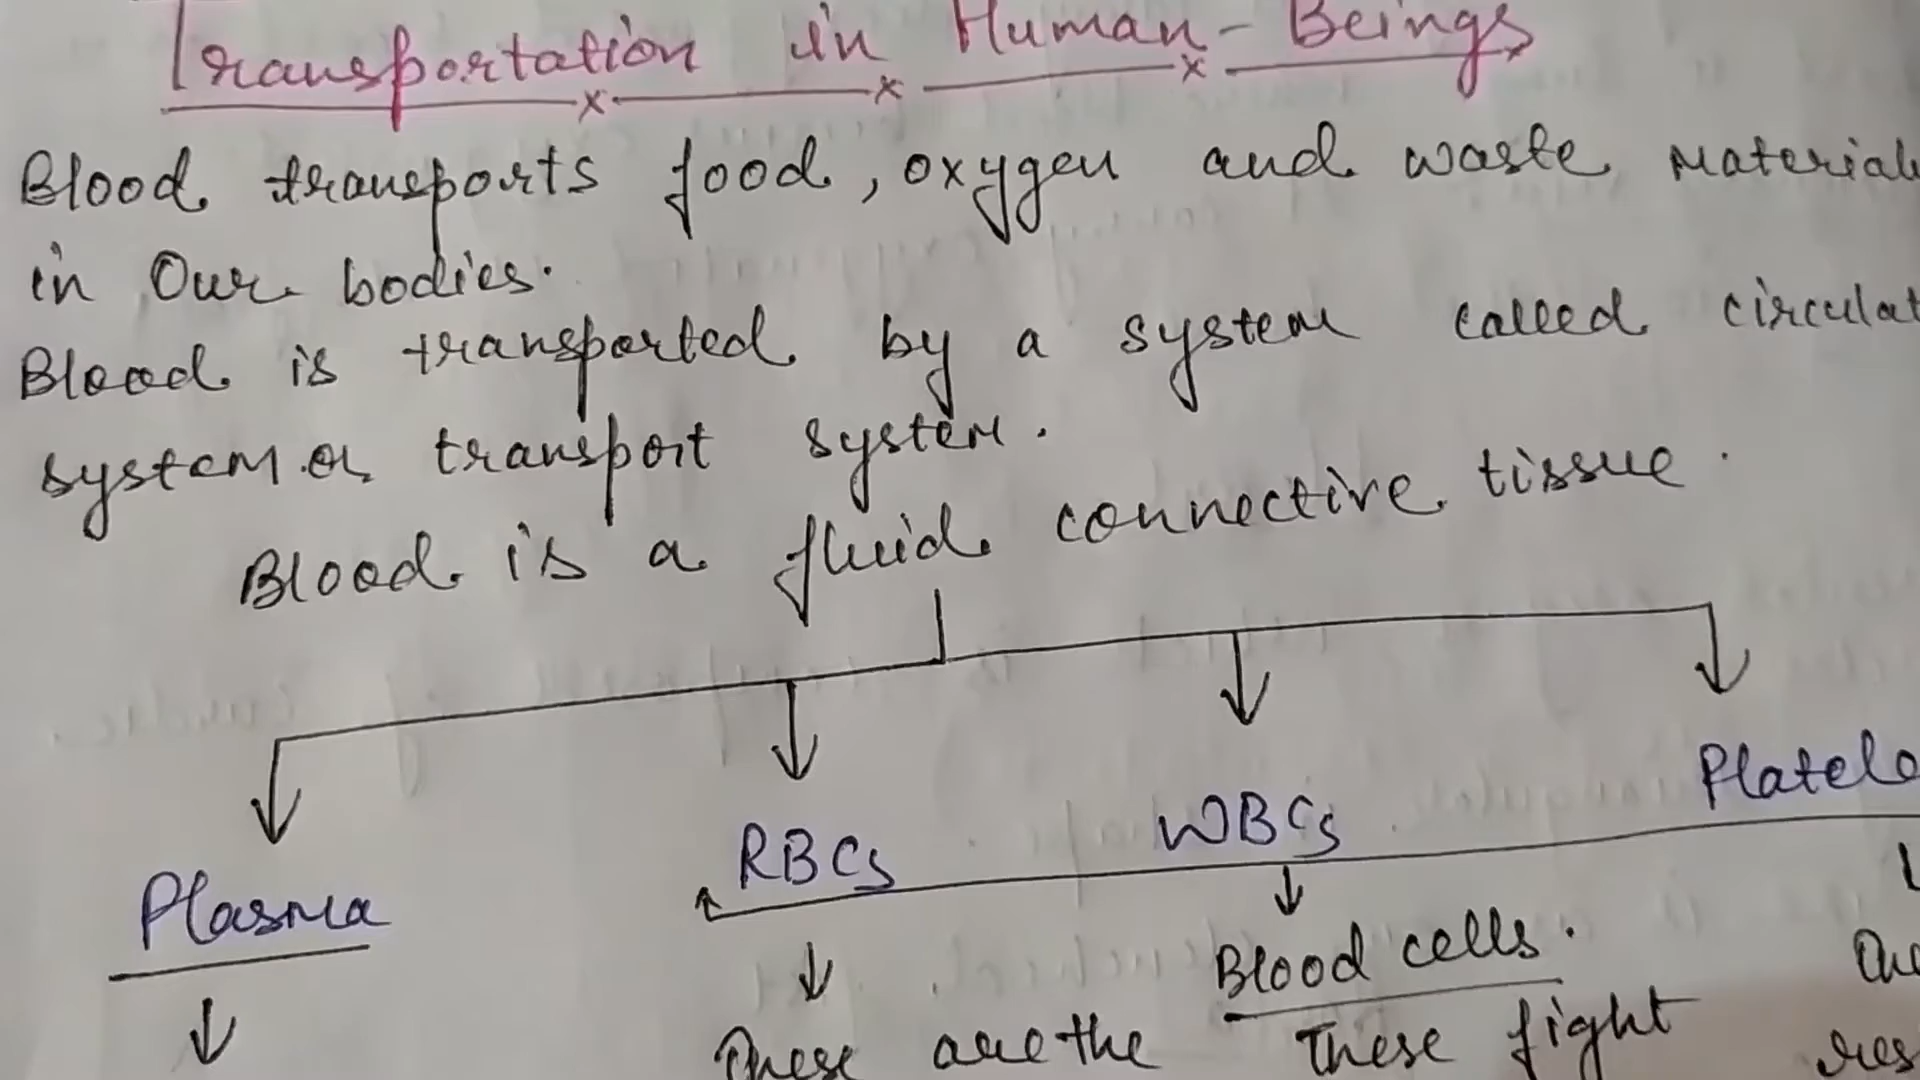 Transportation in Human-Beings
Blood transports food, oxygen and waste material
in Our bodies.
Blood is transported by a system called circulat
system or transport system.
Blood is a fluid connective tissue.
Plasma RBCs WBCs Platele
Blood cells.
These are the These fight res